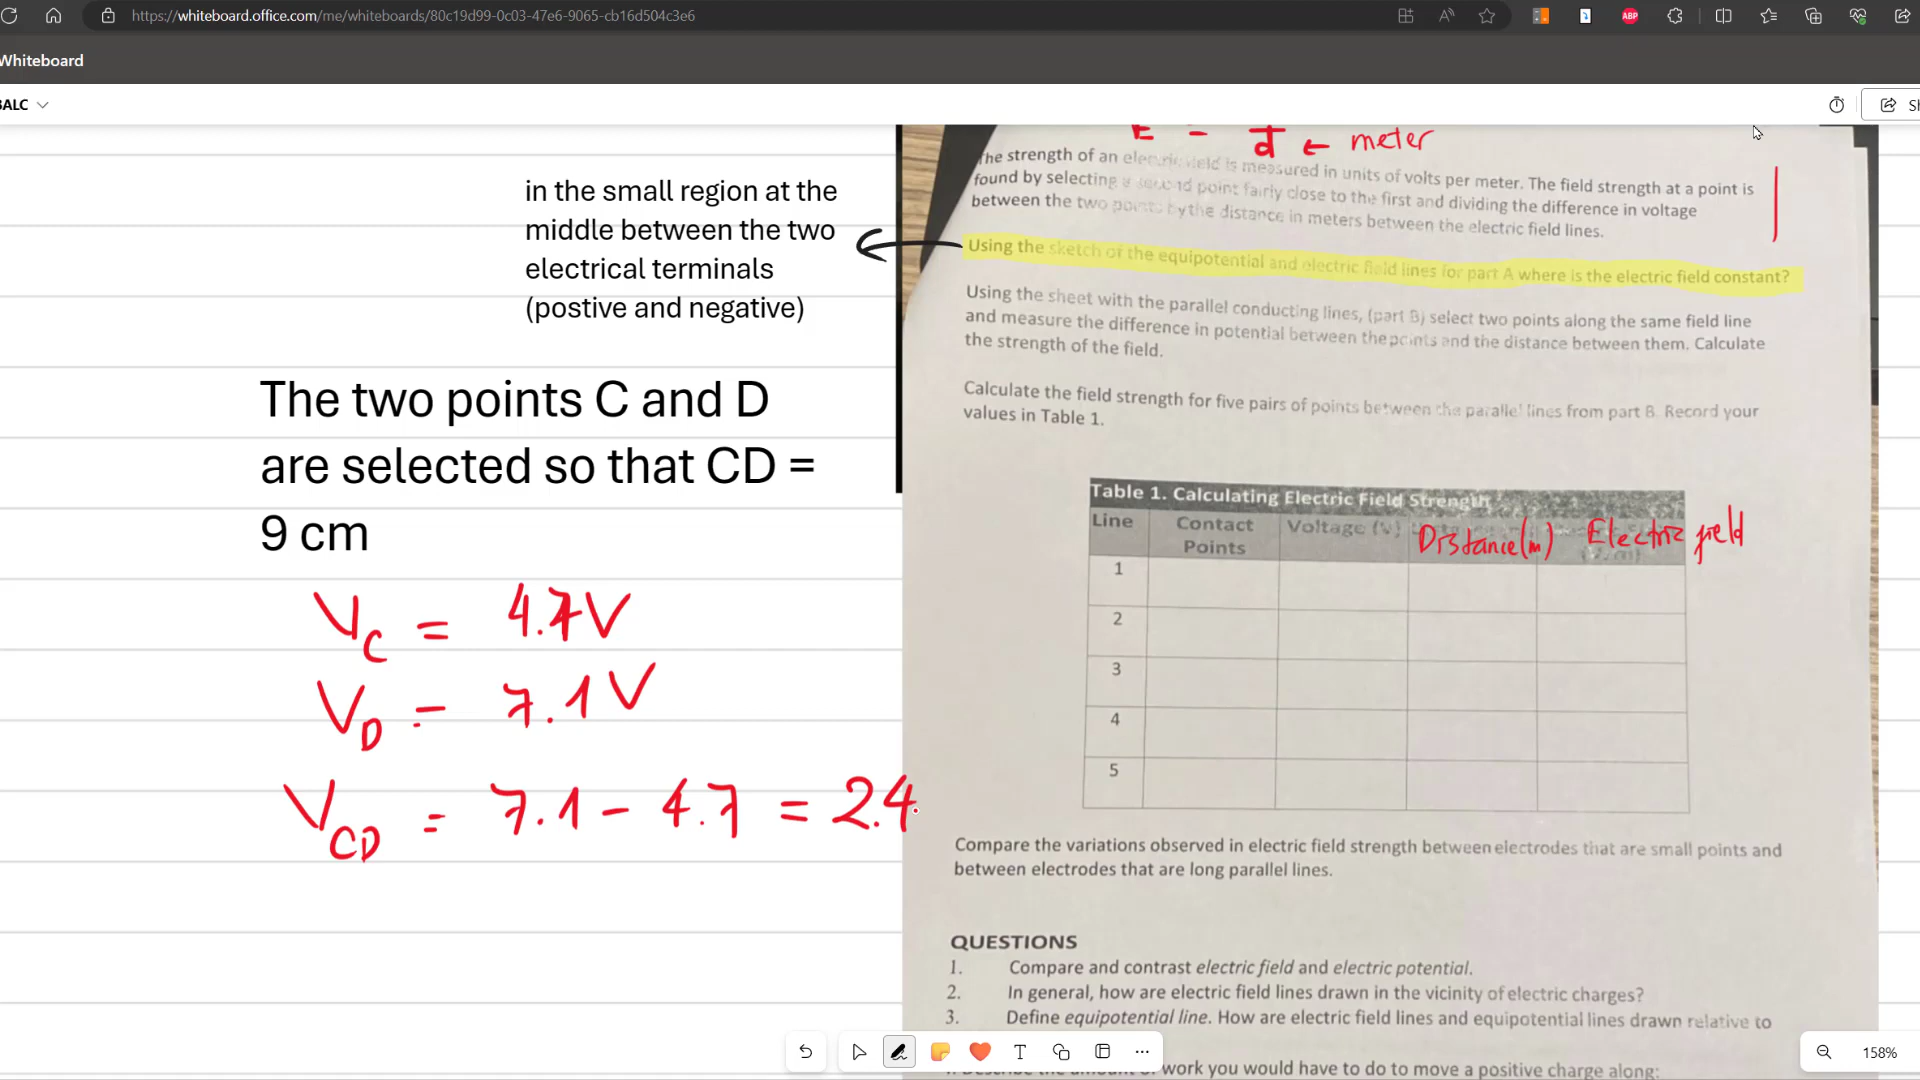 https://whiteboard.office.com/me/whiteboards/80c19d99-0c03-47e6-9065-cb16d504c3e6
ABP
Whiteboard
BALC
Sh
in the small region at the
middle between the two
electrical terminals
(postive and negative)
The two points C and D
are selected so that CD =
9 cm
V_C = 4.7V
V_D = 7.1V
V_CD = 7.1 - 4.7 = 2.4
E = d ← meter
The strength of an electric field is measured in units of volts per meter. The field strength at a point is
found by selecting a second point fairly close to the first and dividing the difference in voltage
between the two points by the distance in meters between the electric field lines.
Using the sketch of the equipotential and electric field lines for part A where is the electric field constant?
Using the sheet with the parallel conducting lines, (part B) select two points along the same field line
and measure the difference in potential between the points and the distance between them. Calculate
the strength of the field.
Calculate the field strength for five pairs of points between the parallel lines from part B. Record your
values in Table 1.
Table 1. Calculating Electric Field Strength
Line Contact Points Voltage (V) Distance (m) Electric field
1
2
3
4
5
Compare the variations observed in electric field strength between electrodes that are small points and
between electrodes that are long parallel lines.
QUESTIONS
1. Compare and contrast electric field and electric potential.
2. In general, how are electric field lines drawn in the vicinity of electric charges?
3. Define equipotential line. How are electric field lines and equipotential lines drawn relative to
work you would have to do to move a positive charge along:
158%